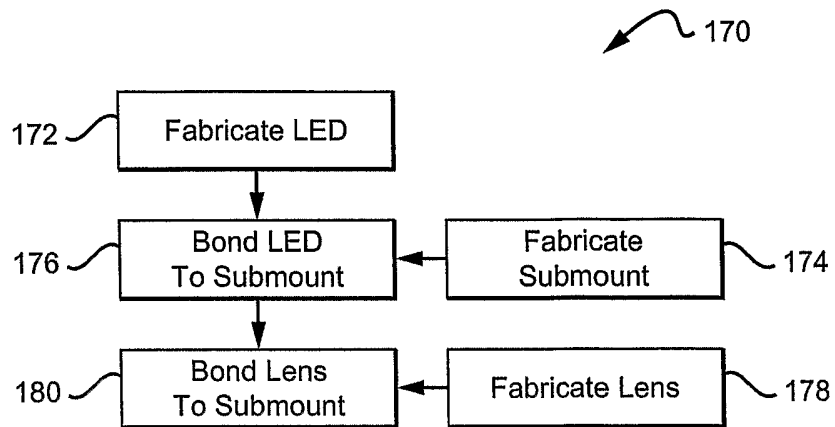 170
172
Fabricate LED
176
Bond LED
To Submount
Fabricate
Submount
174
180
Bond Lens
To Submount
Fabricate Lens
178